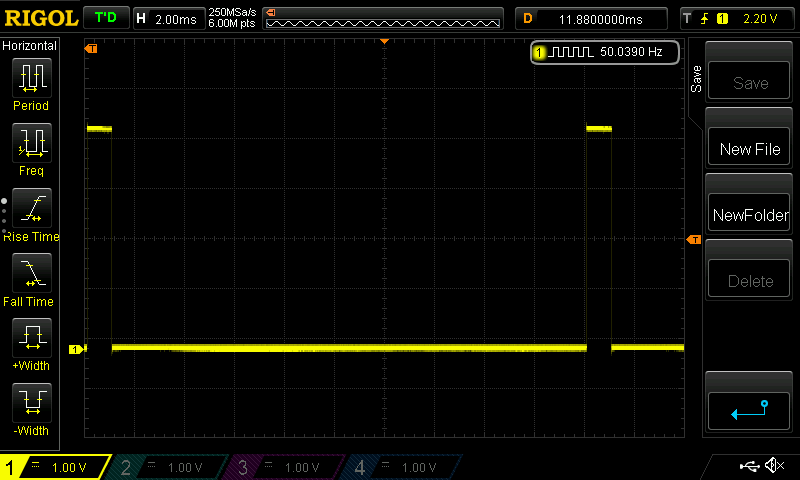 RIGOL T'D H 2.00ms 250MSa/s 6.00M pts D 11.8800000ms T 1 2.20 V
Horizontal
T
1 50.0390 Hz
Save
Save
Period
New File
Freq
NewFolder
Rise Time
T
Delete
Fall Time
1
+Width
-Width
1 = 1.00 V 2 = 1.00 V 3 = 1.00 V 4 = 1.00 V